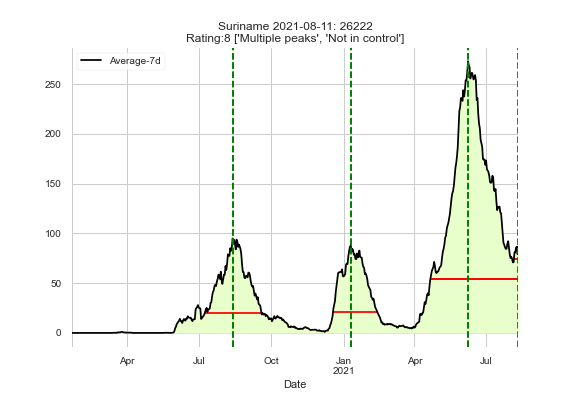 Suriname 2021-08-11: 26222
Rating:8 ['Multiple peaks', 'Not in control']
Average-7d
250
200
150
100
50
0
Apr Jul Oct Jan Apr Jul
2021
Date